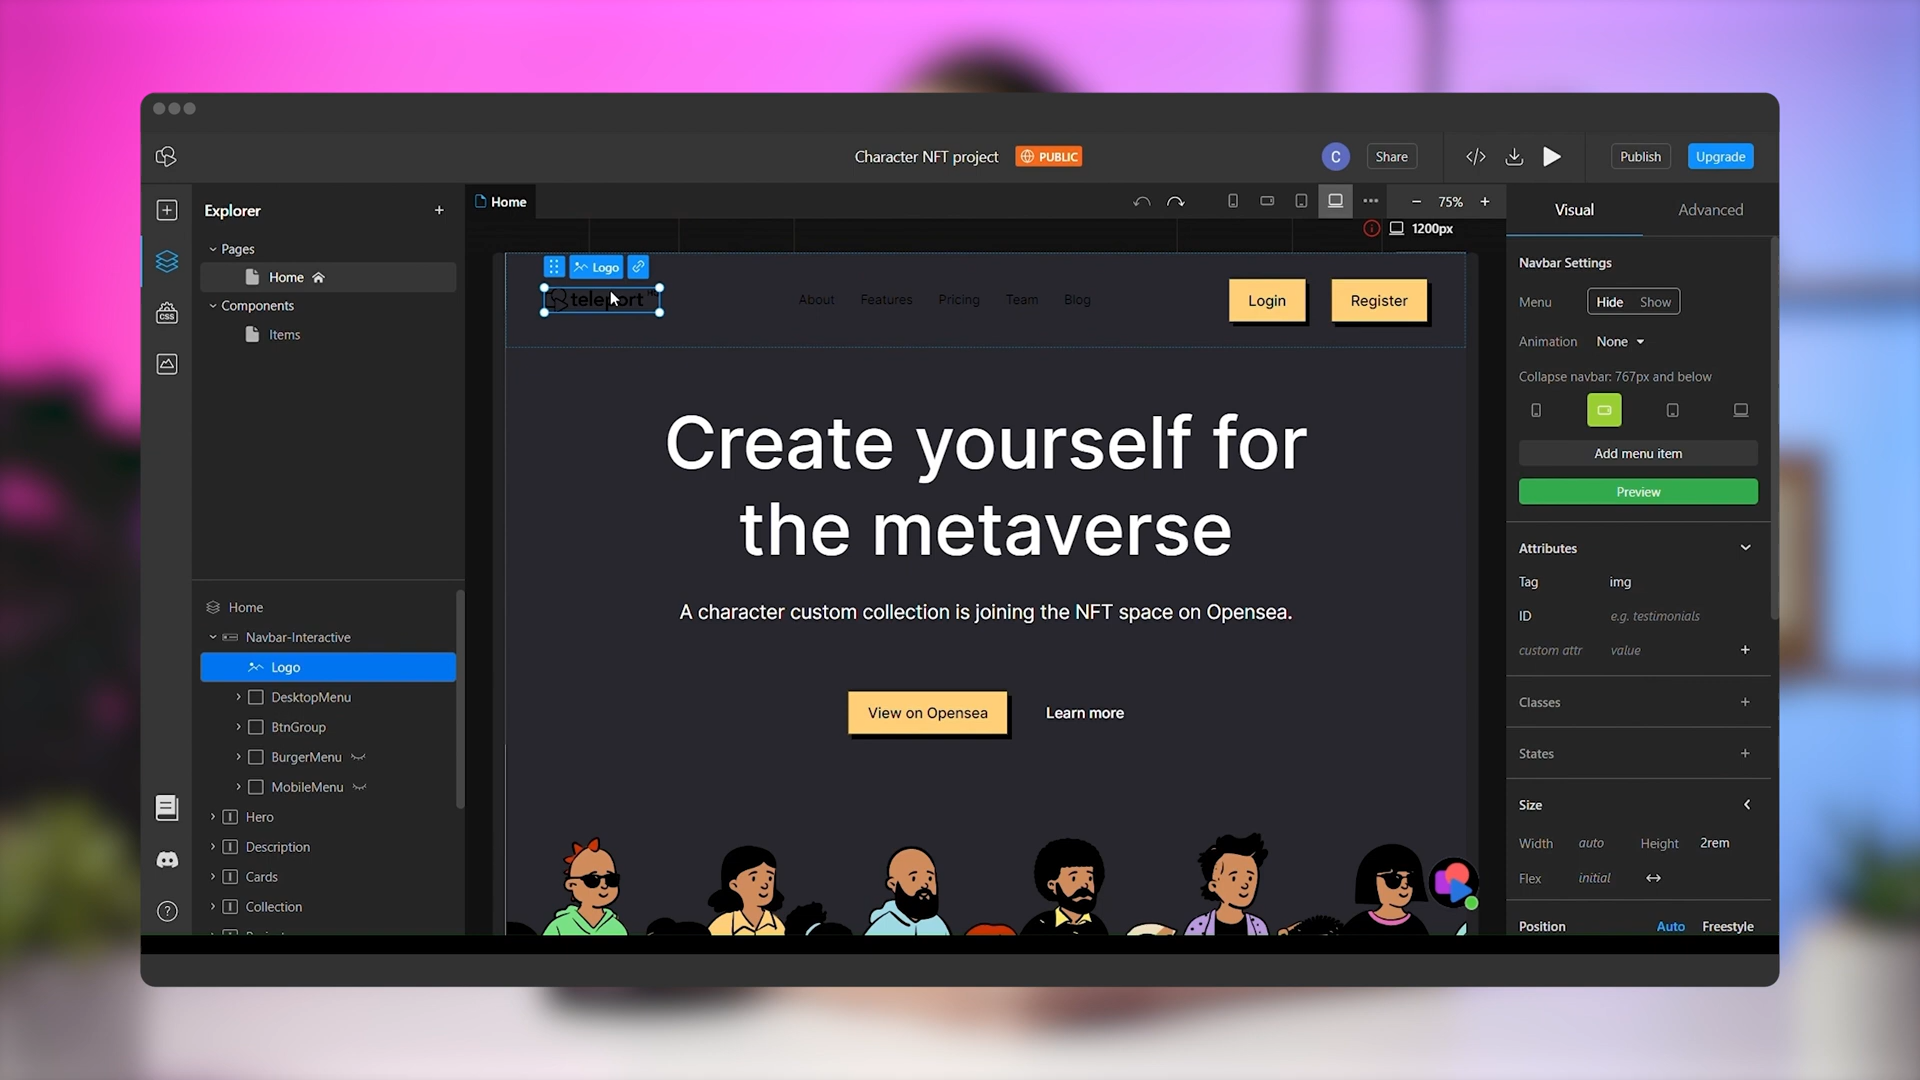 Character NFT project
PUBLIC
C
Share
Publish
Upgrade
Explorer
Home
75%
Visual
Advanced
1200px
Pages
Home
Components
Items
Logo
teleport
About
Features
Pricing
Team
Blog
Login
Register
Create yourself for
the metaverse
A character custom collection is joining the NFT space on Opensea.
View on Opensea
Learn more
Home
Navbar-Interactive
Logo
DesktopMenu
BtnGroup
BurgerMenu
MobileMenu
Hero
Description
Cards
Collection
CSS
Navbar Settings
Menu
Hide
Show
Animation
None
Collapse navbar: 767px and below
Add menu item
Preview
Attributes
Tag
img
ID
e.g. testimonials
custom attr
value
Classes
States
Size
Width
auto
Height
2rem
Flex
initial
Position
Auto
Freestyle